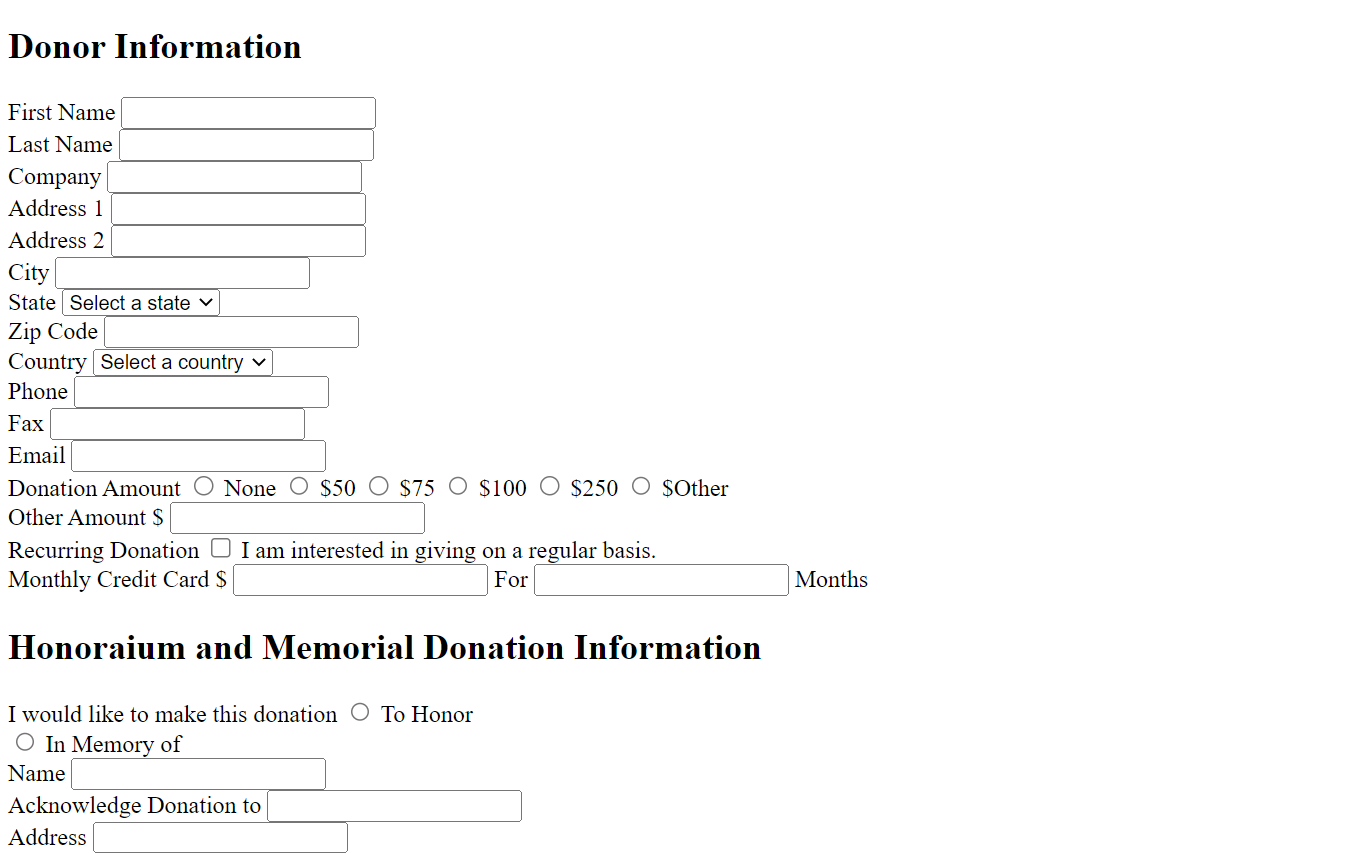 Donor Information
First Name
Last Name
Company
Address 1
Address 2
City
State Select a state
Zip Code
Country Select a country
Phone
Fax
Email
Donation Amount None $50 $75 $100 $250 $Other
Other Amount $
Recurring Donation I am interested in giving on a regular basis.
Monthly Credit Card $ For Months
Honoraium and Memorial Donation Information
I would like to make this donation To Honor
In Memory of
Name
Acknowledge Donation to
Address